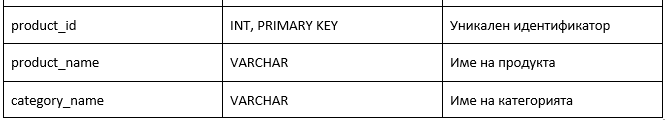 product_id INT, PRIMARY KEY Уникален идентификатор
product_name VARCHAR Име на продукта
category_name VARCHAR Име на категорията